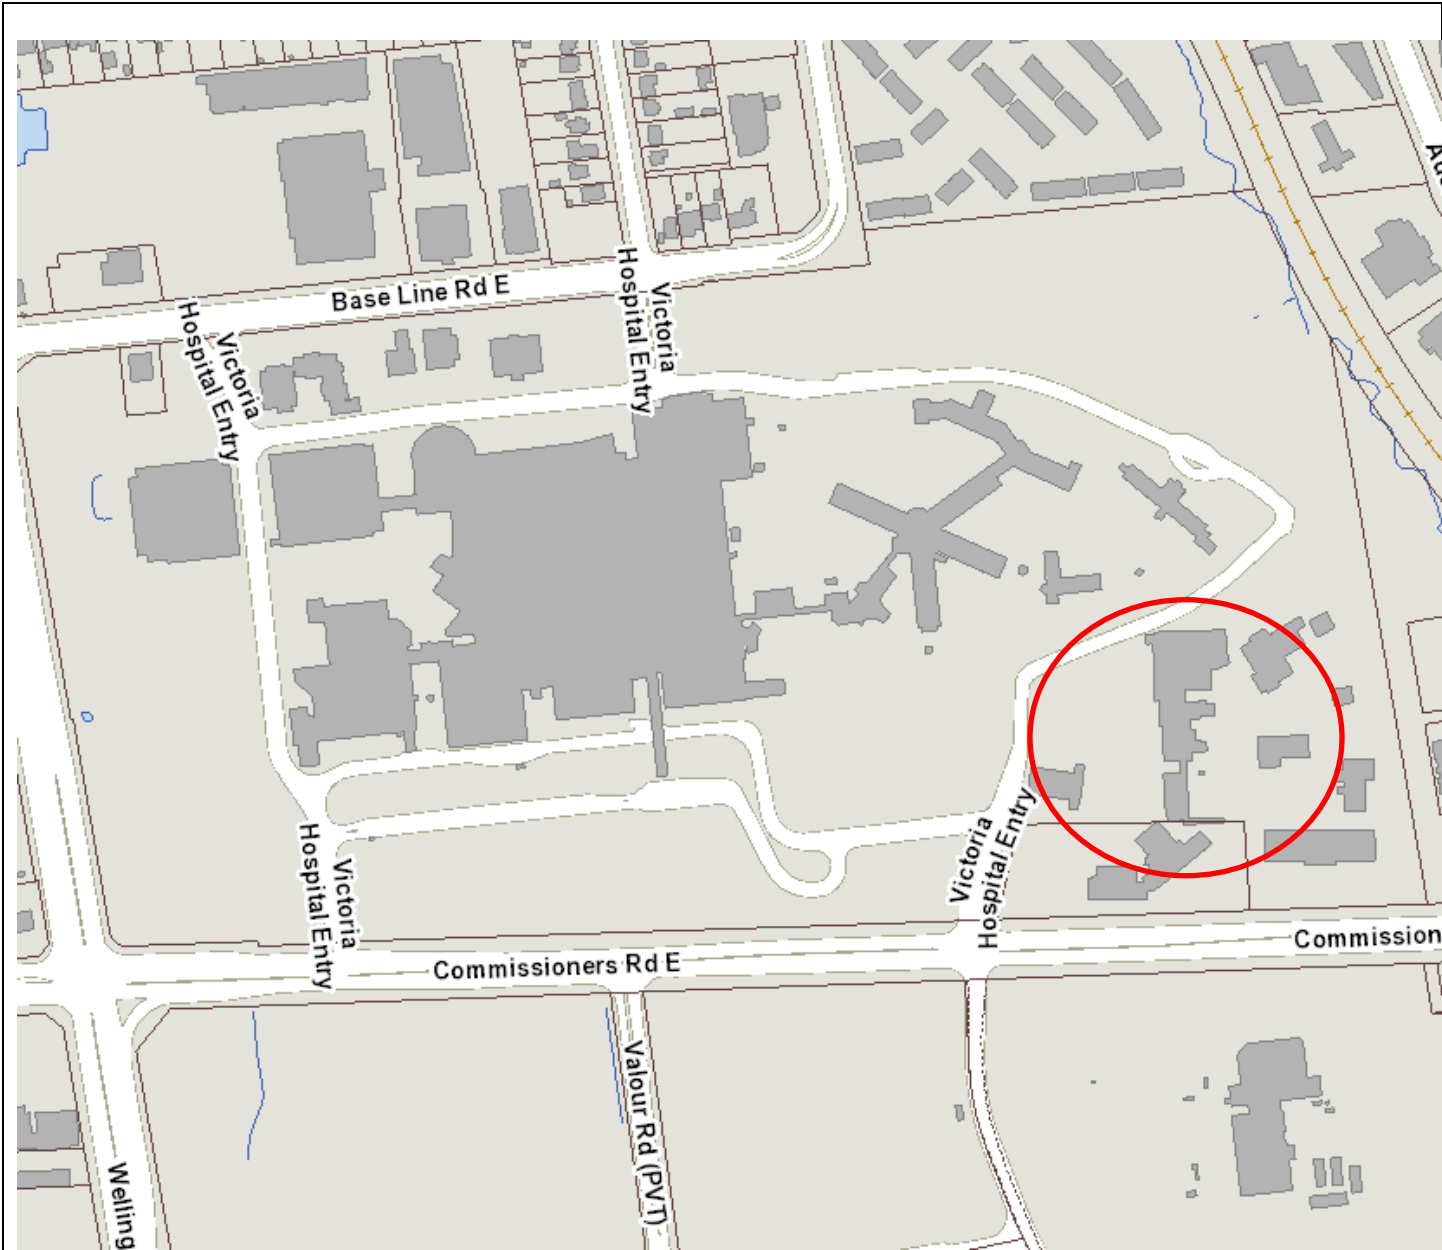 Base Line Rd E
Victoria
Hospital Entry
Victoria
Hospital Entry
Victoria
Hospital Entry
Victoria
Hospital Entry
Commissioners Rd E
Commission
Valour Rd (PVT)
Welling